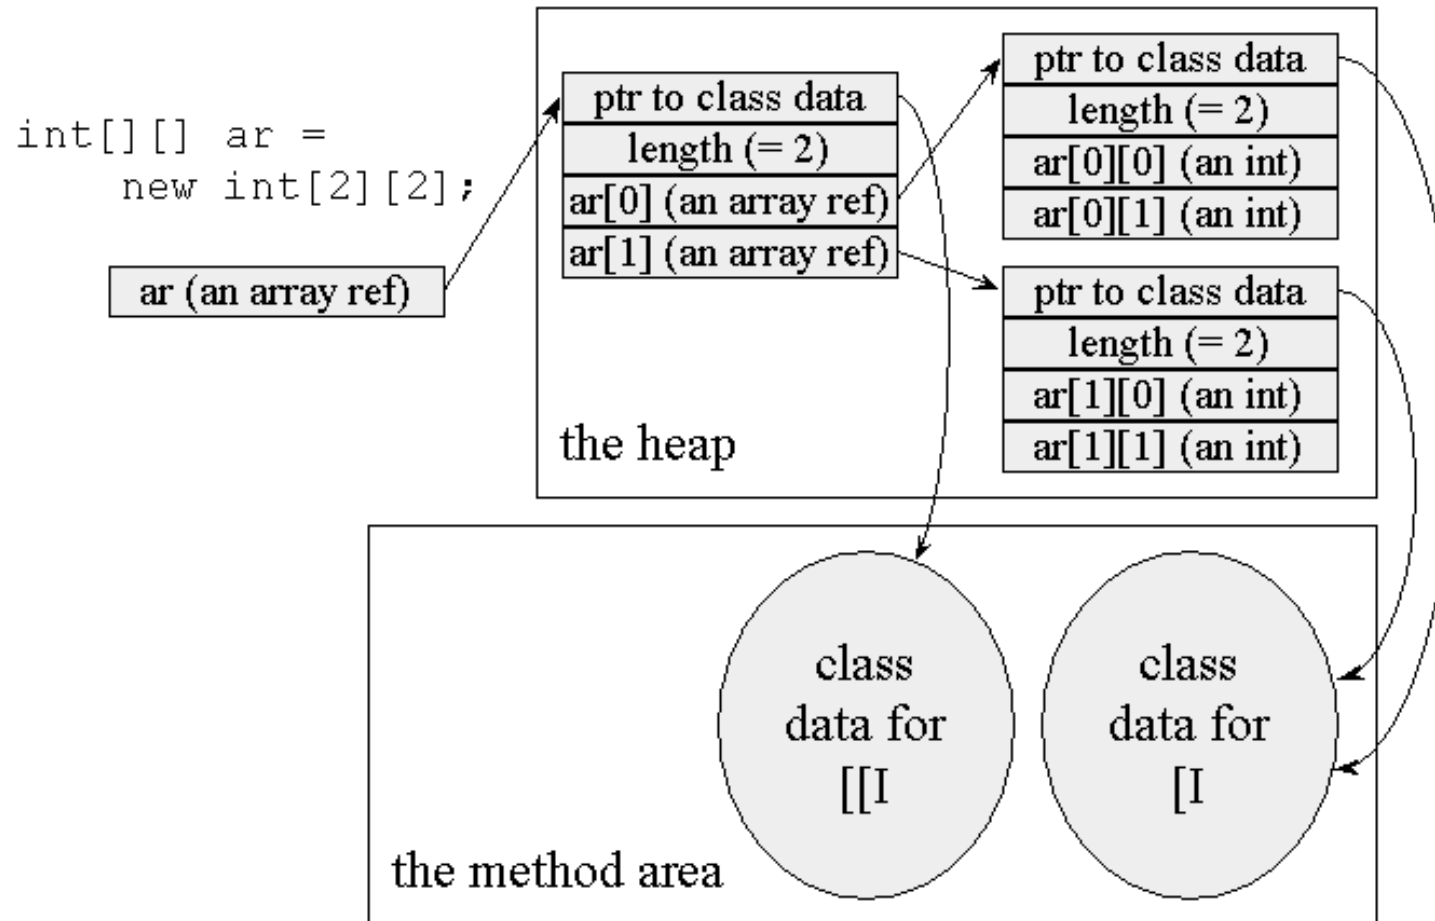 int[][] ar =
new int[2][2];
ar (an array ref)
ptr to class data
length (= 2)
ar[0] (an array ref)
ar[1] (an array ref)
ptr to class data
length (= 2)
ar[0][0] (an int)
ar[0][1] (an int)
ptr to class data
length (= 2)
ar[1][0] (an int)
ar[1][1] (an int)
the heap
class
data for
[[I
class
data for
[I
the method area